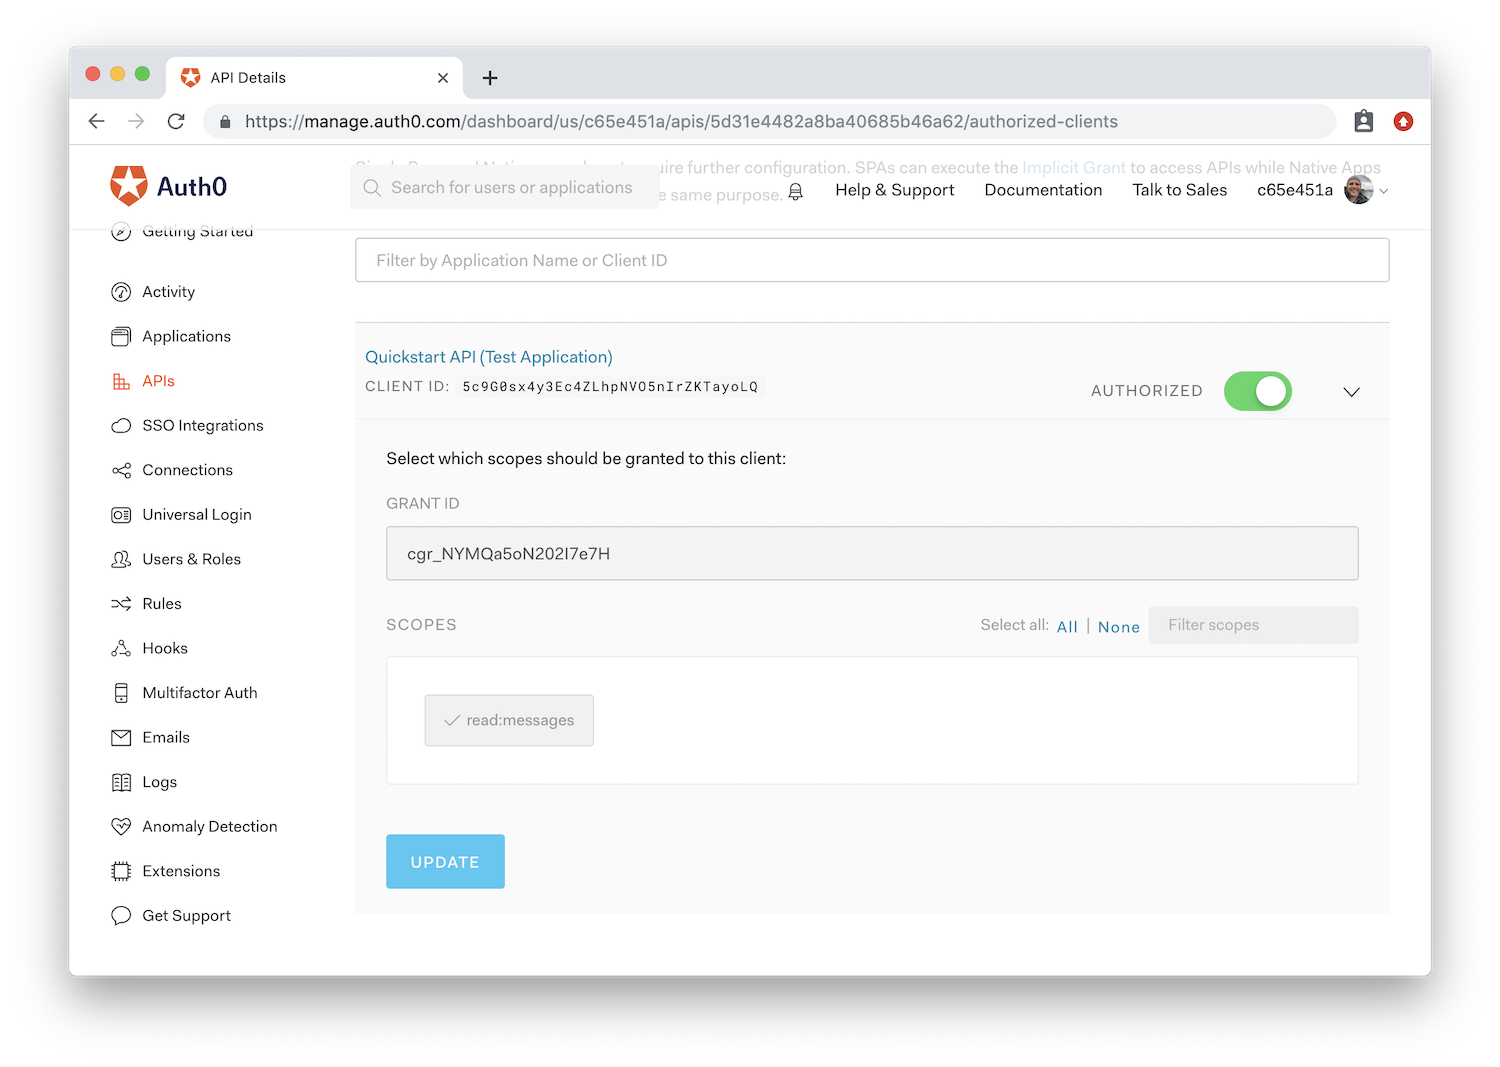 API Details
https://manage.auth0.com/dashboard/us/c65e451a/apis/5d31e4482a8ba40685b46a62/authorized-clients
further configuration. SPAs can execute the Implicit Grant to access APIs while Native Apps
same purpose.
Auth0
Search for users or applications
Help & Support
Documentation
Talk to Sales
c65e451a
Getting Started
Activity
Applications
APIs
SSO Integrations
Connections
Universal Login
Users & Roles
Rules
Hooks
Multifactor Auth
Emails
Logs
Anomaly Detection
Extensions
Get Support
Filter by Application Name or Client ID
Quickstart API (Test Application)
CLIENT ID: 5c9G0sx4y3Ec4ZLhpNVO5nIrZKTayoLQ
AUTHORIZED
Select which scopes should be granted to this client:
GRANT ID
cgr_NYMQa5oN202I7e7H
SCOPES
Select all: All | None
Filter scopes
read:messages
UPDATE